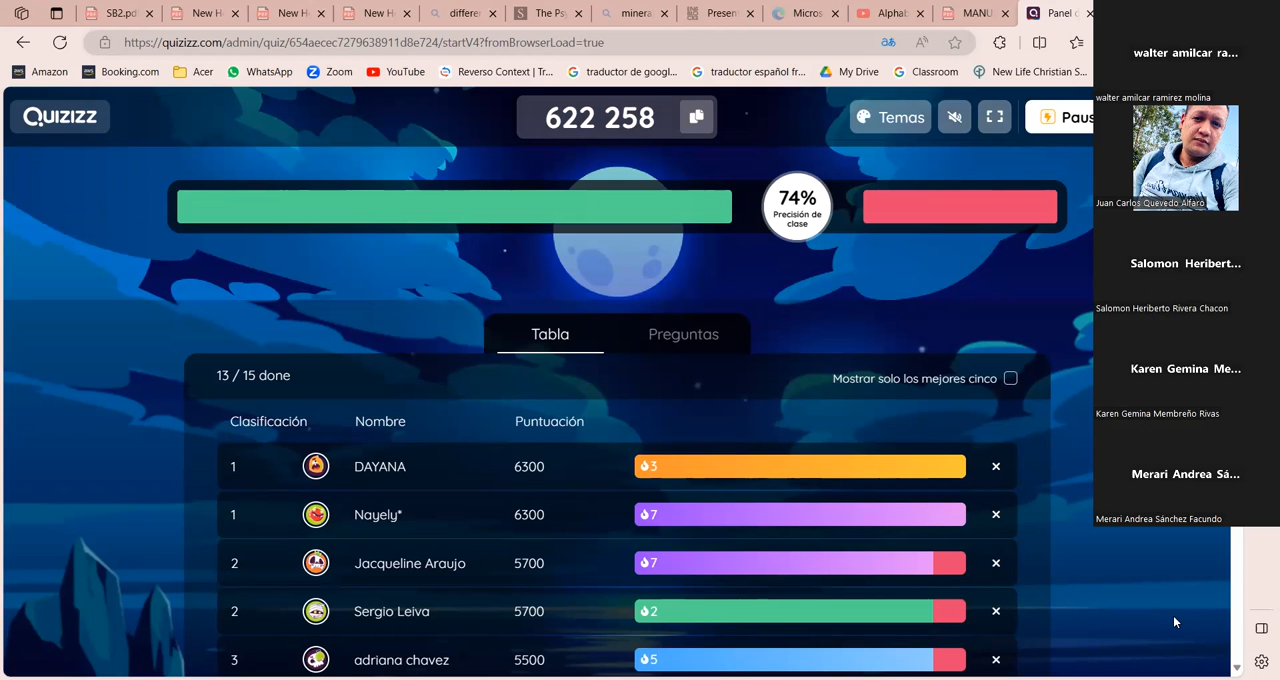 SB2.pdf
New H
New H
New H
differen
The Ps
minera
Presen
Micros
Alphab
MANU
Panel d
https://quizizz.com/admin/quiz/654aecec7279638911d8e724/startV4?fromBrowserLoad=true
Amazon
Booking.com
Acer
WhatsApp
Zoom
YouTube
Reverso Context | Tr...
traductor de googl...
traductor español fr...
My Drive
Classroom
New Life Christian S...
QUIZIZZ
622 258
Temas
Paus
74%
Precisión de
clase
Tabla
Preguntas
13 / 15 done
Mostrar solo los mejores cinco
Clasificación Nombre Puntuación
1 DAYANA 6300 3
1 Nayely* 6300 7
2 Jacqueline Araujo 5700 7
2 Sergio Leiva 5700 2
3 adriana chavez 5500 5
walter amilcar ra...
walter amilcar ramirez molina
Juan Carlos Quevedo Alfaro
Salomon Heribert...
Salomon Heriberto Rivera Chacon
Karen Gemina Me...
Karen Gemina Membreño Rivas
Merari Andrea Sá...
Merari Andrea Sánchez Facundo